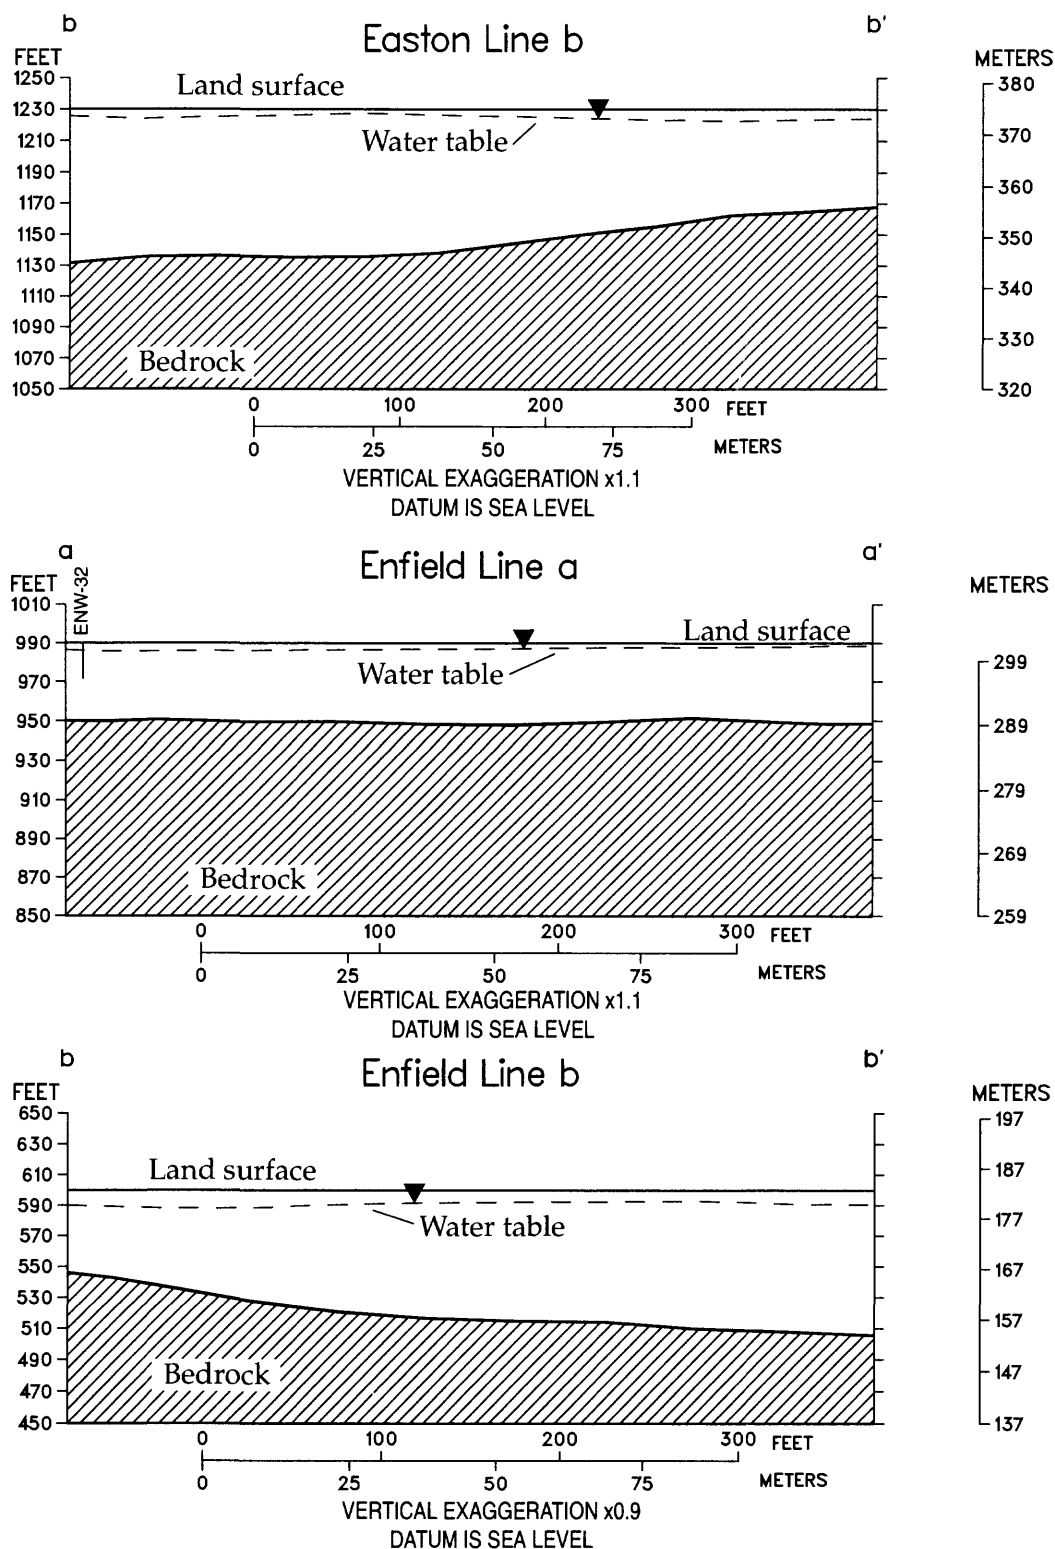 b b'
Easton Line b
FEET METERS
1250
1230
1210
1190
1170
1150
1130
1110
1090
1070
1050
Land surface
Water table
Bedrock
380
370
360
350
340
330
320
0 100 200 300 FEET
0 25 50 75 METERS
VERTICAL EXAGGERATION x1.1
DATUM IS SEA LEVEL
a a'
Enfield Line a
FEET METERS
ENW-32
1010
990
970
950
930
910
890
870
850
Land surface
Water table
Bedrock
299
289
279
269
259
0 100 200 300 FEET
0 25 50 75 METERS
VERTICAL EXAGGERATION x1.1
DATUM IS SEA LEVEL
b b'
Enfield Line b
FEET METERS
650
630
610
590
570
550
530
510
490
470
450
Land surface
Water table
Bedrock
197
187
177
167
157
147
137
0 100 200 300 FEET
0 25 50 75 METERS
VERTICAL EXAGGERATION x0.9
DATUM IS SEA LEVEL